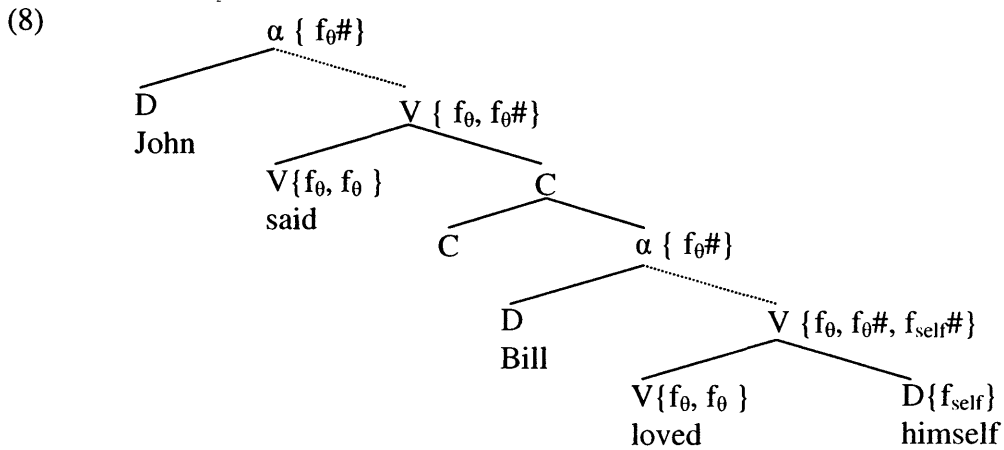 (8)
α { fθ#}
D
V { fθ, fθ#}
John
V{fθ, fθ }
C
said
C
α { fθ#}
D
V {fθ, fθ#, fself#}
Bill
V{fθ, fθ }
D{fself}
loved
himself